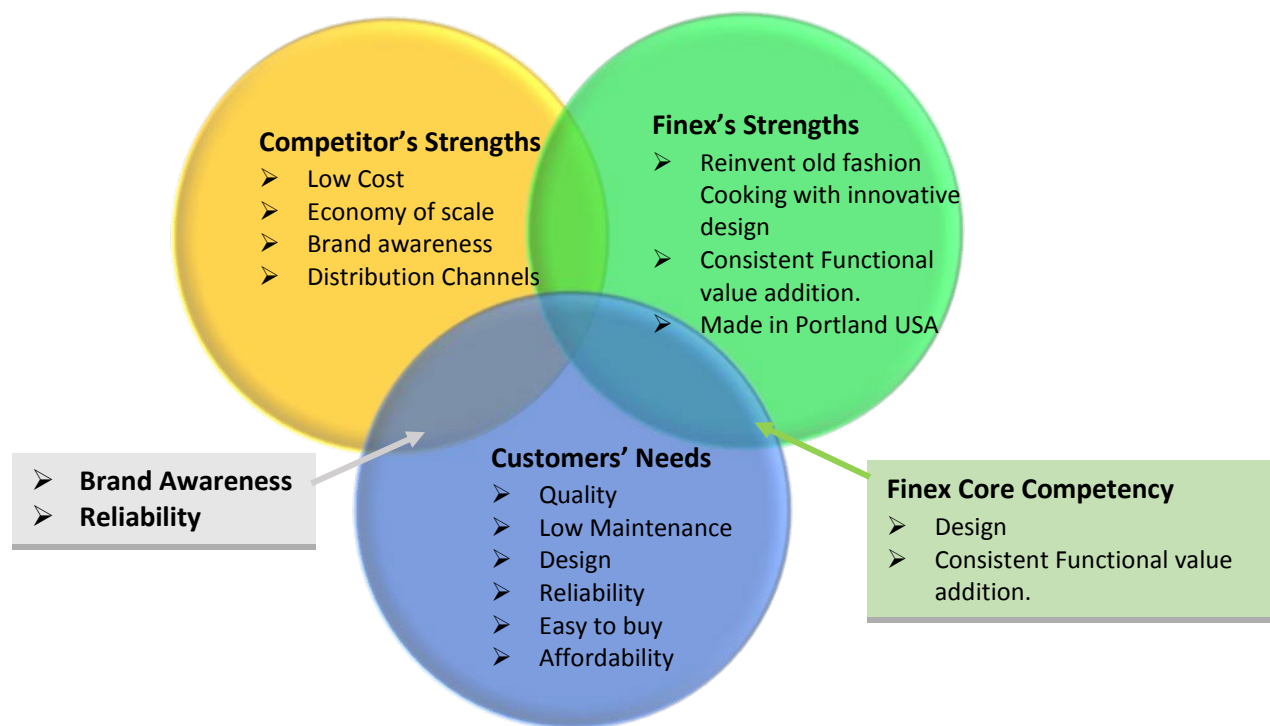 Competitor’s Strengths
➢ Low Cost
➢ Economy of scale
➢ Brand awareness
➢ Distribution Channels
Finex’s Strengths
➢ Reinvent old fashion
Cooking with innovative
design
➢ Consistent Functional
value addition.
➢ Made in Portland USA
➢ Brand Awareness
➢ Reliability
Customers’ Needs
➢ Quality
➢ Low Maintenance
➢ Design
➢ Reliability
➢ Easy to buy
➢ Affordability
Finex Core Competency
➢ Design
➢ Consistent Functional value
addition.